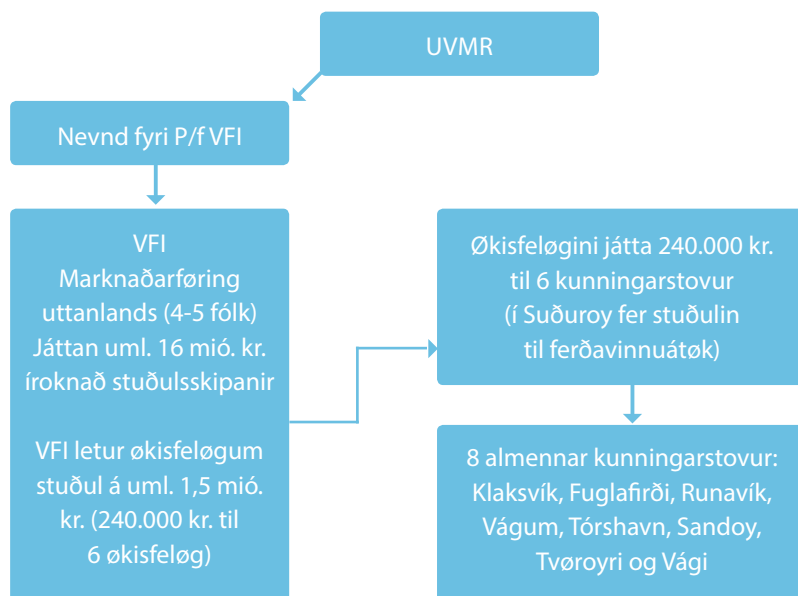 UVMR
Nevnd fyri P/f VFI
VFI
Marknaðarføring
uttanlands (4-5 fólk)
Játtan uml. 16 mió. kr.
íroknað stuðulsskipanir
VFI letur økisfeløgum
stuðul á uml. 1,5 mió.
kr. (240.000 kr. til
6 økisfeløg)
Økisfeløgini játta 240.000 kr.
til 6 kunningarstovur
(í Suðuroy fer stuðulin
til ferðavinnuátøk)
8 almennar kunningarstovur:
Klaksvík, Fuglafirði, Runavík,
Vágum, Tórshavn, Sandoy,
Tvøroyri og Vági